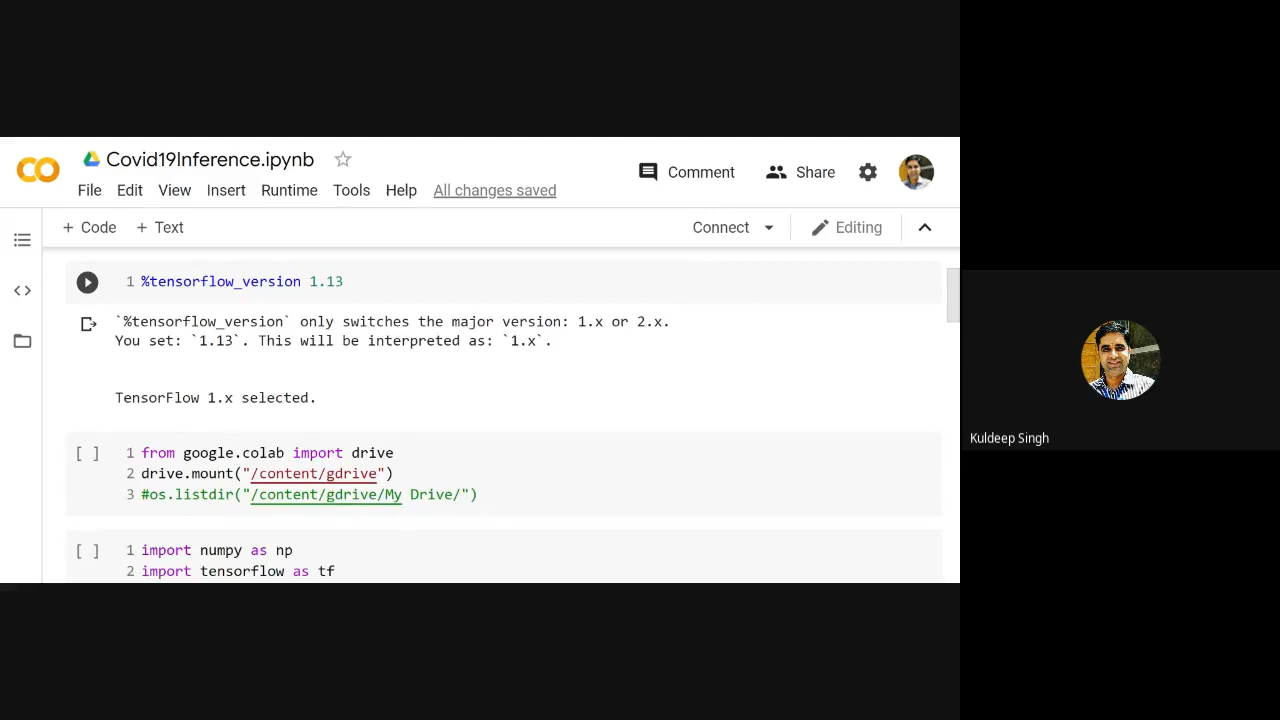 Covid19Inference.ipynb
File Edit View Insert Runtime Tools Help All changes saved
Comment Share
+ Code + Text
Connect Editing
1 %tensorflow_version 1.13
`%tensorflow_version` only switches the major version: 1.x or 2.x.
You set: `1.13`. This will be interpreted as: `1.x`.
TensorFlow 1.x selected.
[ ] 1 from google.colab import drive
2 drive.mount("/content/gdrive")
3 #os.listdir("/content/gdrive/My Drive/")
[ ] 1 import numpy as np
2 import tensorflow as tf
Kuldeep Singh